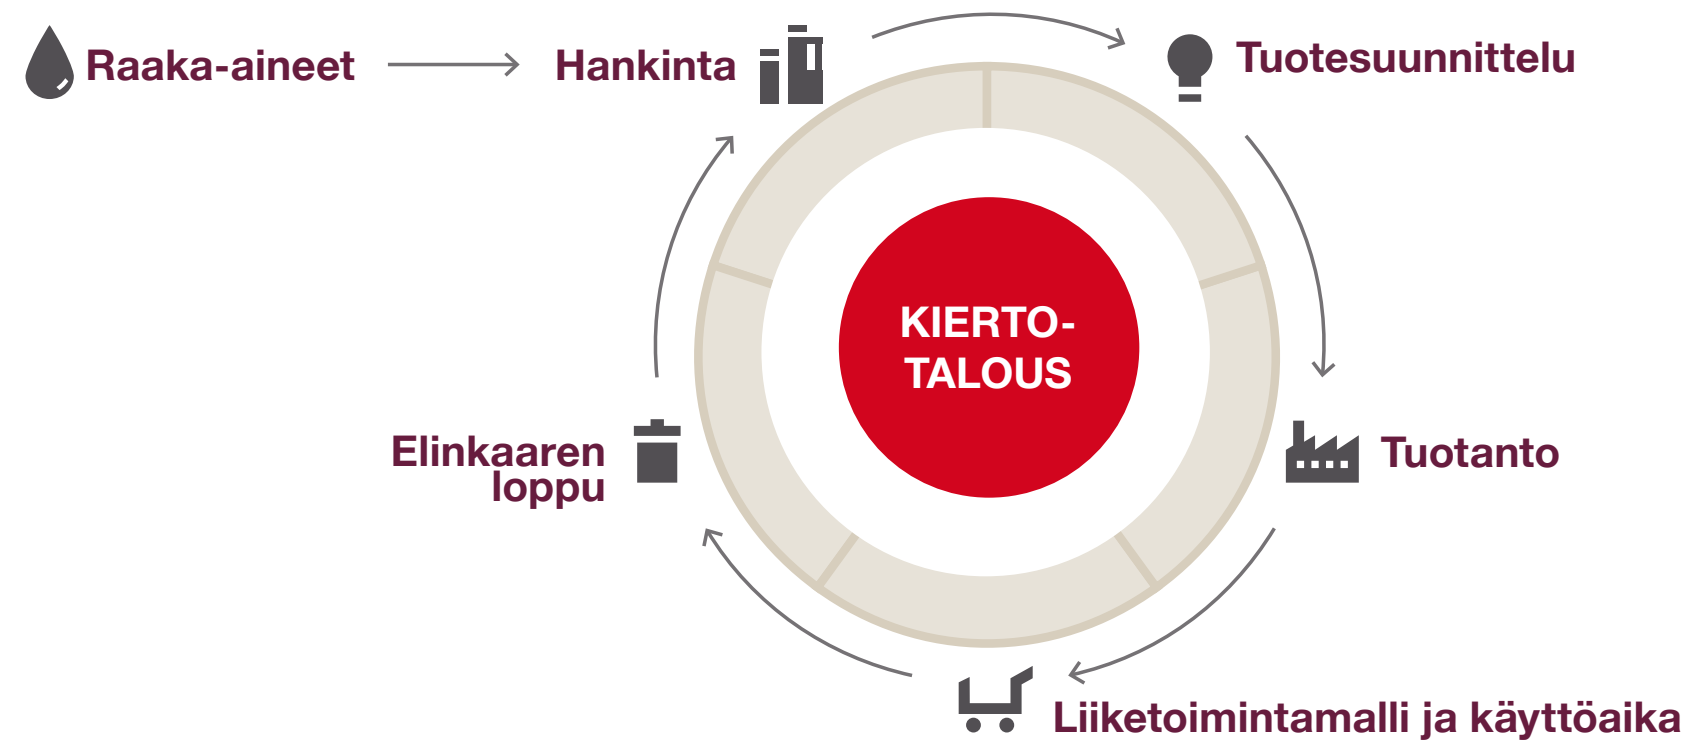 Raaka-aineet
Hankinta
Tuotesuunnittelu
KIERTO-
TALOUS
Elinkaaren
loppu
Tuotanto
Liiketoimintamalli ja käyttöaika